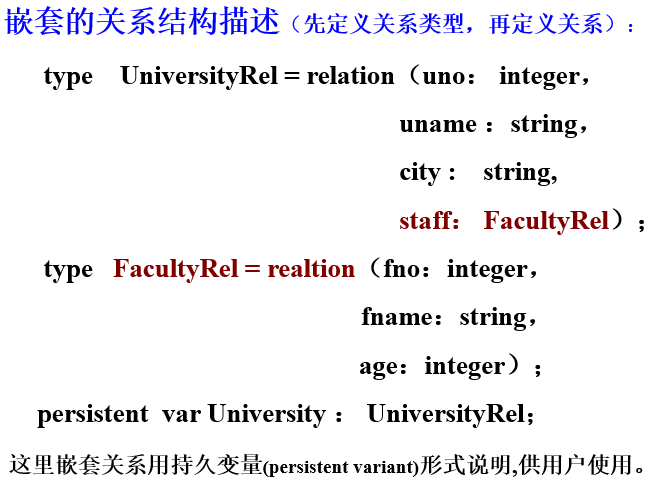 嵌套的关系结构描述（先定义关系类型，再定义关系）：
type UniversityRel = relation（uno： integer，
uname ：string，
city： string,
staff： FacultyRel）；
type FacultyRel = realtion（fno：integer，
fname：string，
age：integer）；
persistent var University： UniversityRel；
这里嵌套关系用持久变量(persistent variant)形式说明,供用户使用。